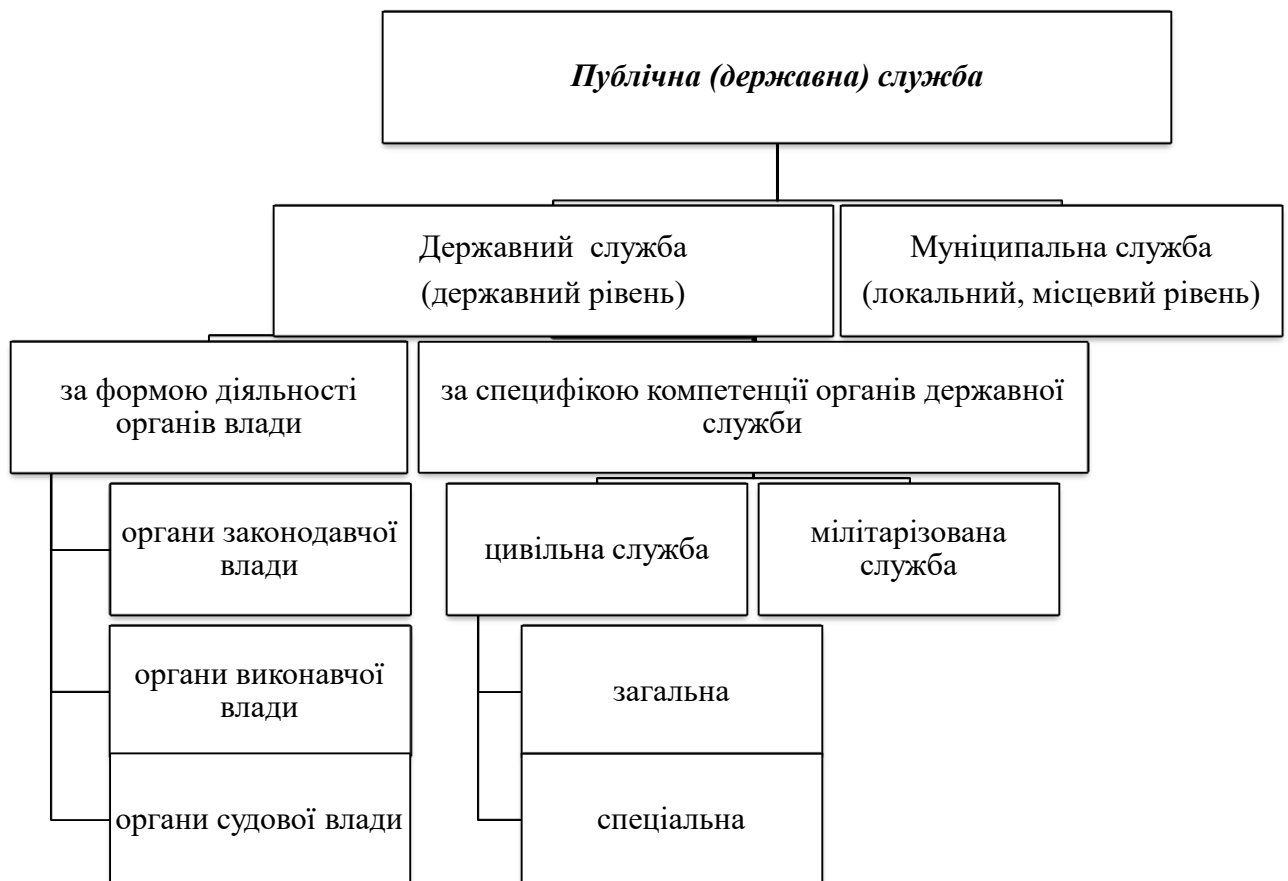 Публічна (державна) служба
Державний служба
(державний рівень)
Муніципальна служба
(локальний, місцевий рівень)
за формою діяльності
органів влади
за специфікою компетенції органів державної
служби
органи законодавчої
влади
цивільна служба
мілітаризована
служба
органи виконавчої
влади
загальна
органи судової влади
спеціальна